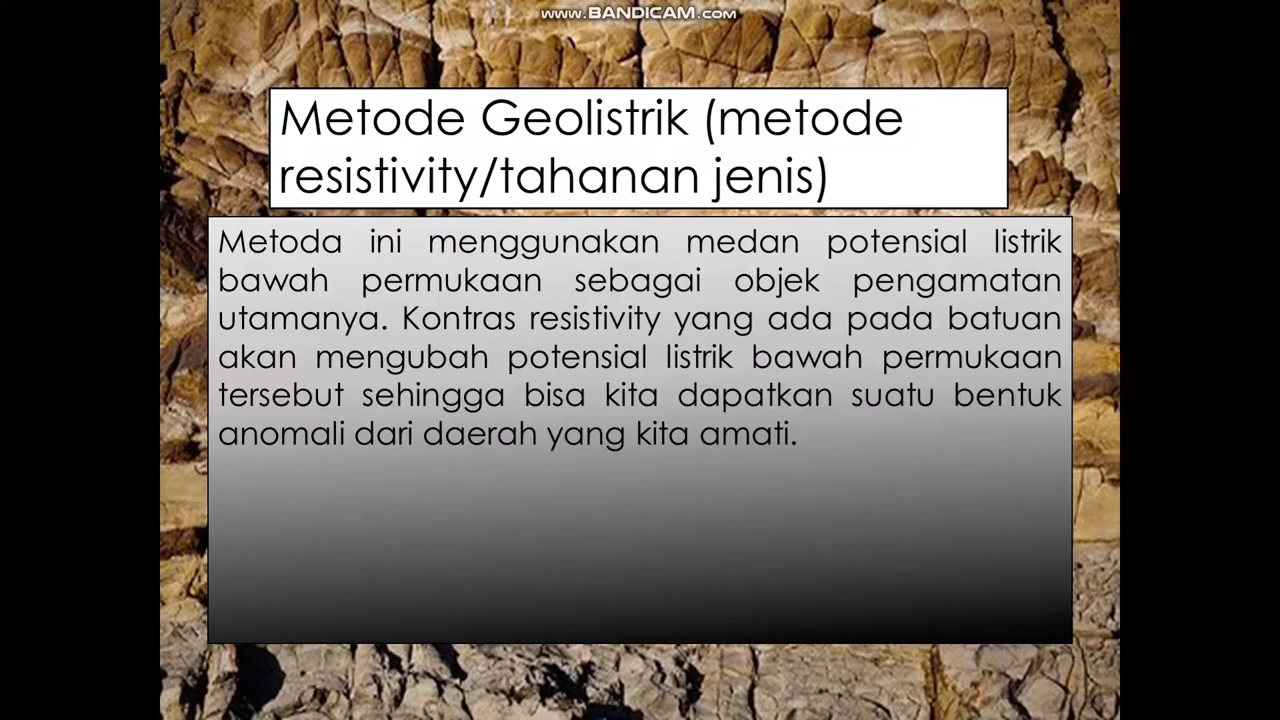 www.BANDICAM.com
Metode Geolistrik (metode
resistivity/tahanan jenis)
Metoda ini menggunakan medan potensial listrik
bawah permukaan sebagai objek pengamatan
utamanya. Kontras resistivity yang ada pada batuan
akan mengubah potensial listrik bawah permukaan
tersebut sehingga bisa kita dapatkan suatu bentuk
anomali dari daerah yang kita amati.